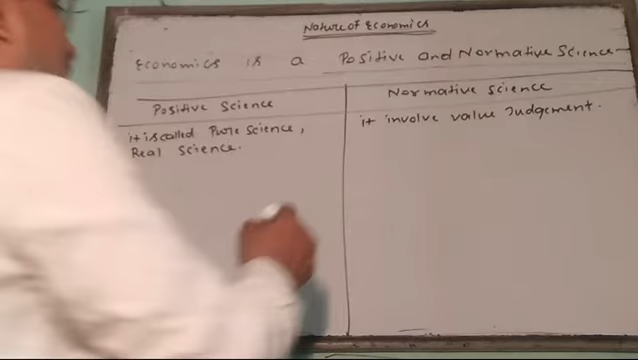 Nature of Economics
Economics is a Positive and Normative Science
Positive Science
Normative Science
it is called Pure Science,
Real Science.
it involve value Judgement.